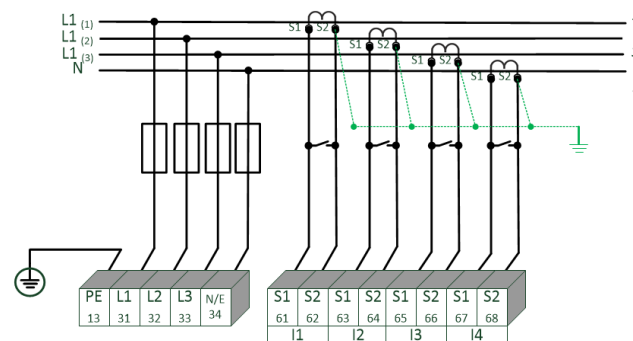 L1 (1)
L1 (2)
L1 (3)
N
S1 S2
S1 S2
S1 S2
S1 S2
PE L1 L2 L3 N/E
13 31 32 33 34
S1 S2 S1 S2 S1 S2 S1 S2
61 62 63 64 65 66 67 68
I1 I2 I3 I4